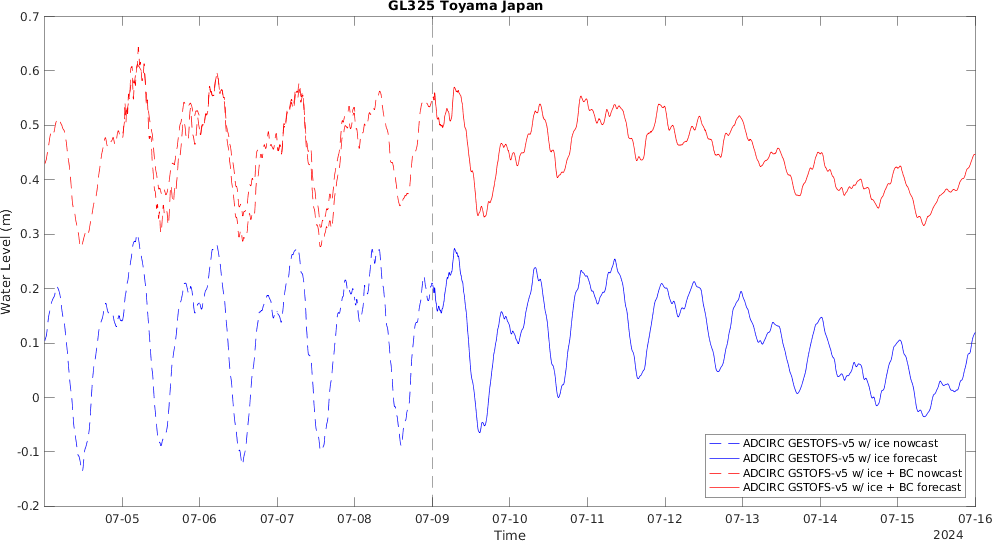 GL325 Toyama Japan
0.7
0.6
0.5
0.4
0.3
0.2
0.1
0
-0.1
-0.2
Water Level (m)
ADCIRC GESTOFS-v5 w/ ice nowcast
ADCIRC GESTOFS-v5 w/ ice forecast
ADCIRC GSTOFS-v5 w/ ice + BC nowcast
ADCIRC GSTOFS-v5 w/ ice + BC forecast
07-05 07-06 07-07 07-08 07-09 07-10 07-11 07-12 07-13 07-14 07-15 07-16
Time
2024